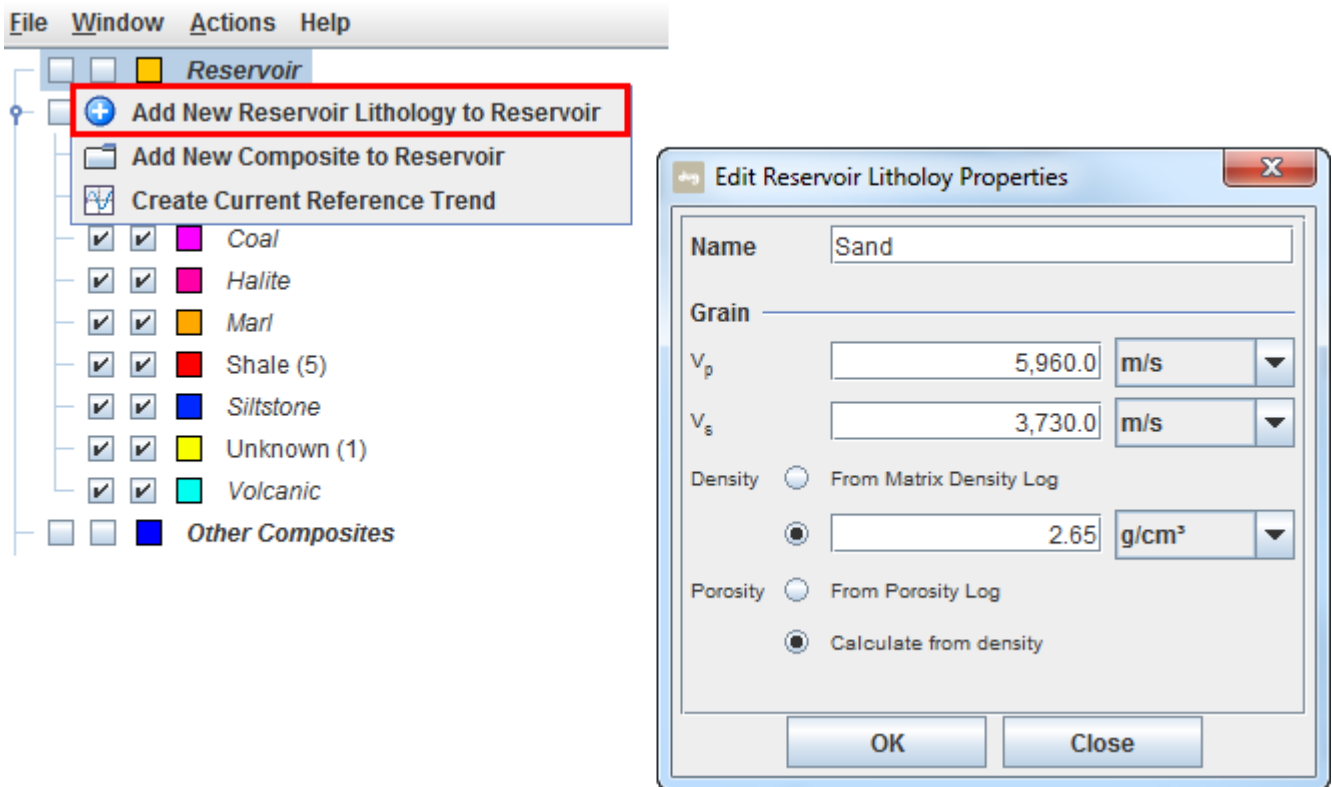 File Window Actions Help
Reservoir
Add New Reservoir Lithology to Reservoir
Add New Composite to Reservoir
Create Current Reference Trend
Coal
Halite
Marl
Shale (5)
Siltstone
Unknown (1)
Volcanic
Other Composites
dug Edit Reservoir Litholoy Properties
Name Sand
Grain
Vp 5,960.0 m/s
Vs 3,730.0 m/s
Density From Matrix Density Log
2.65 g/cm³
Porosity From Porosity Log
Calculate from density
OK Close